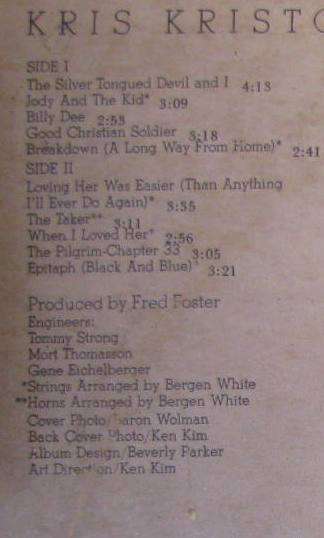 KRIS KRISTO
SIDE I
The Silver Tongued Devil and I 4:13
Jody And The Kid* 3:09
Billy Dee 2:53
Good Christian Soldier 3:18
Breakdown (A Long Way From Home)* 2:41
SIDE II
Loving Her Was Easier (Than Anything
I'll Ever Do Again)* 3:35
The Taker** 3:11
When I Loved Her* 2:56
The Pilgrim-Chapter 33 3:05
Epitaph (Black And Blue)* 3:21
Produced by Fred Foster
Engineers:
Tommy Strong
Mort Thomasson
Gene Eichelberger
*Strings Arranged by Bergen White
**Horns Arranged by Bergen White
Cover Photo/Baron Wolman
Back Cover Photo/Ken Kim
Album Design/Beverly Parker
Art Direction/Ken Kim